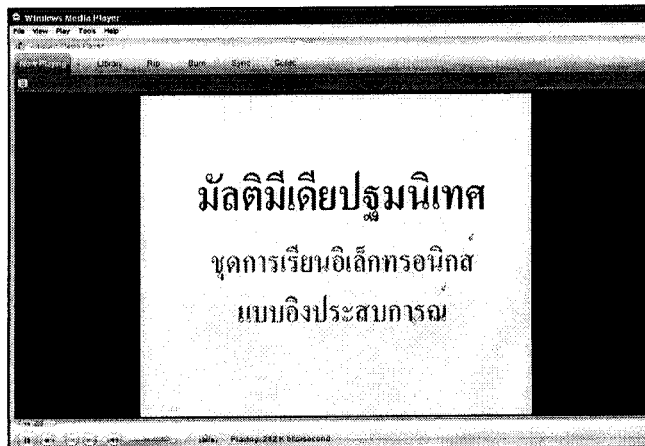 Windows Media Player
File View Play Tools Help
Library Rip Burn Sync Guide
มัลติมีเดียปฐมนิเทศ
ชุดการเรียนอิเล็กทรอนิกส์
แบบอิงประสบการณ์
Playing: 282 K bits/second